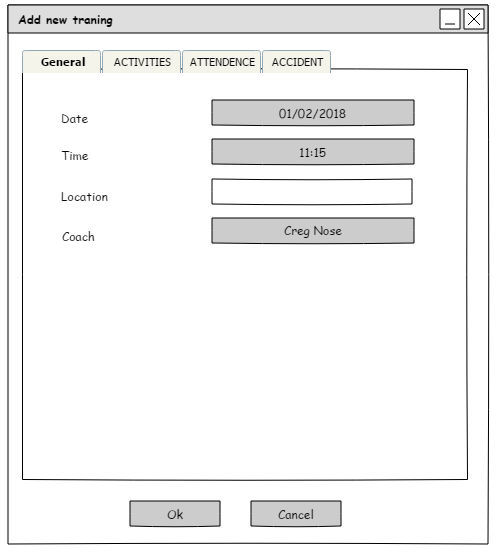 Add new traning
General ACTIVITIES ATTENDENCE ACCIDENT
Date 01/02/2018
Time 11:15
Location
Coach Creg Nose
Ok Cancel